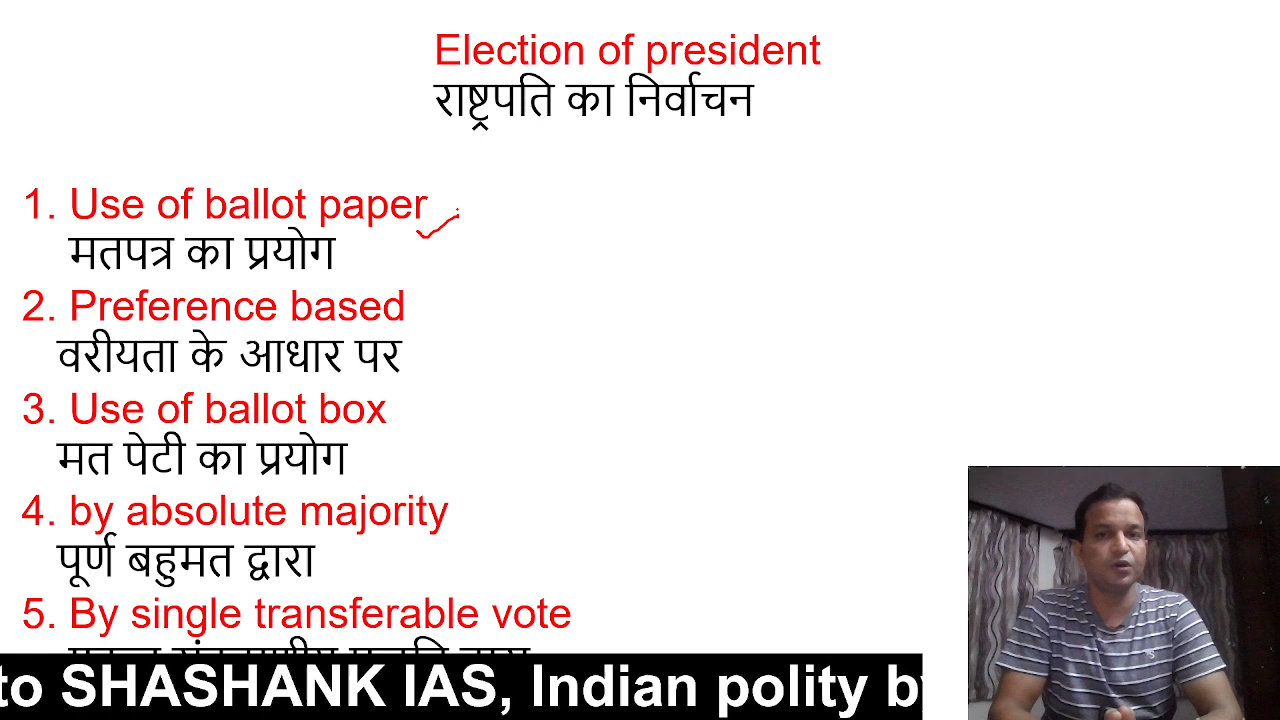 Election of president
राष्ट्रपति का निर्वाचन
1. Use of ballot paper
मतपत्र का प्रयोग
2. Preference based
वरीयता के आधार पर
3. Use of ballot box
मत पेटी का प्रयोग
4. by absolute majority
पूर्ण बहुमत द्वारा
5. By single transferable vote
to SHASHANK IAS, Indian polity by